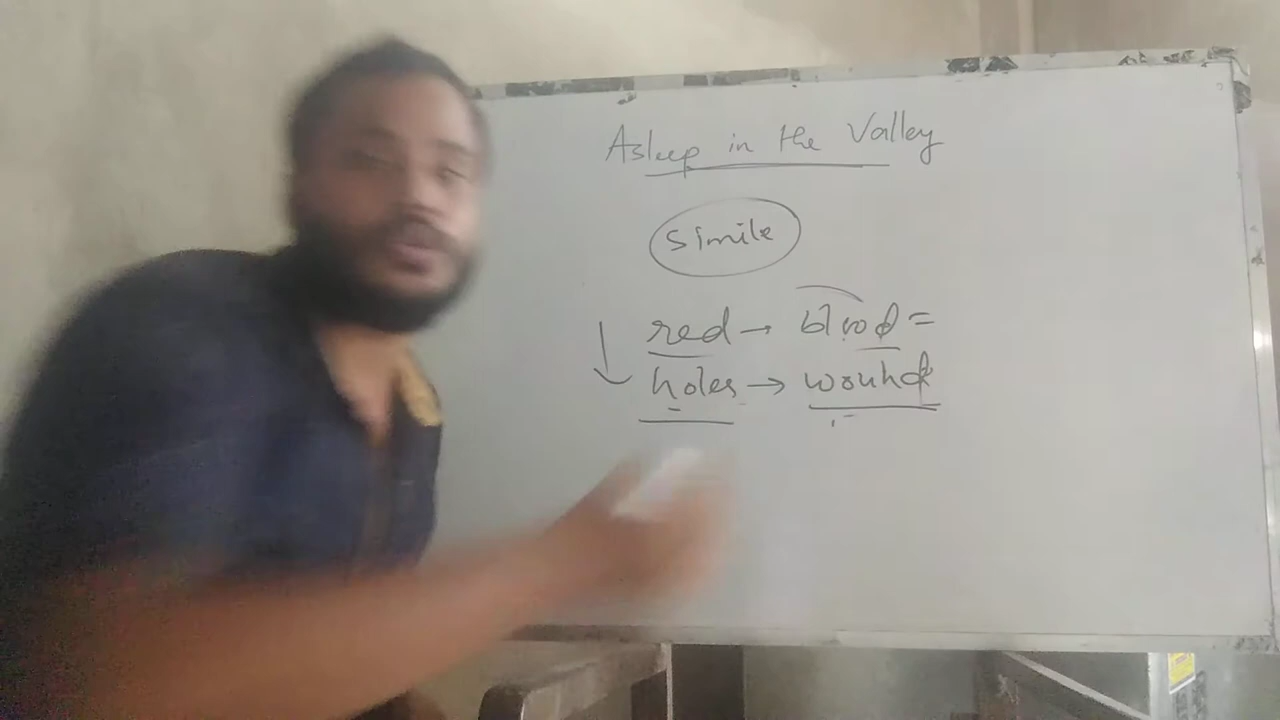 Asleep in the Valley
Simile
red → blood =
↓ holes → wound